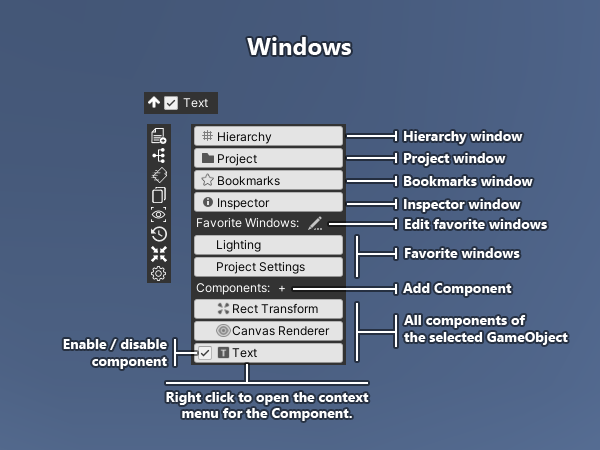 Windows
Text
Hierarchy
Hierarchy window
Project
Project window
Bookmarks
Bookmarks window
Inspector
Inspector window
Favorite Windows:
Edit favorite windows
Lighting
Project Settings
Favorite windows
Components: +
Add Component
Rect Transform
Canvas Renderer
All components of
the selected GameObject
Enable / disable
component
T Text
Right click to open the context
menu for the Component.